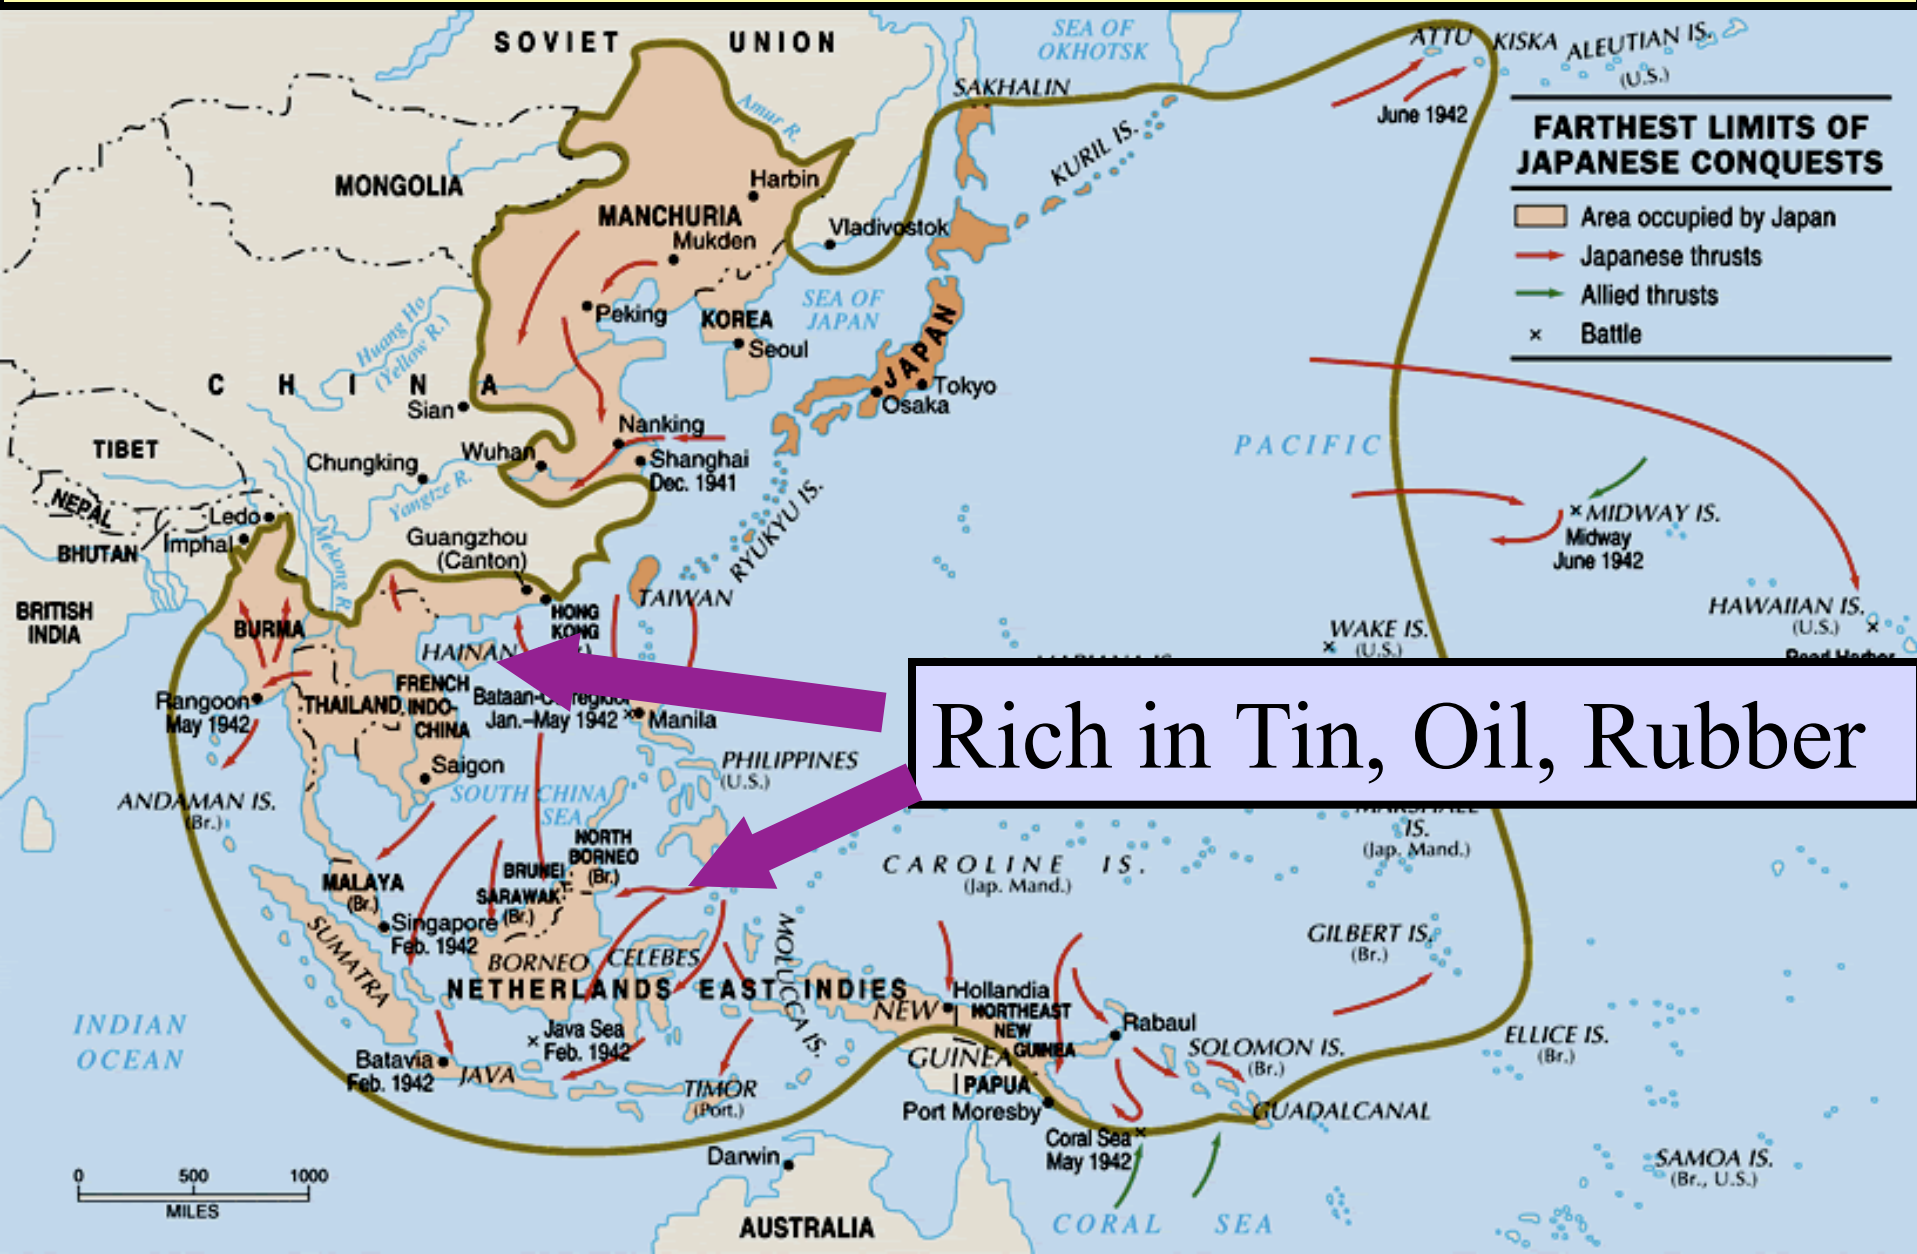 SOVIET UNION
SEA OF
OKHOTSK
ATTU
KISKA
ALEUTIAN IS.
(U.S.)
June 1942
SAKHALIN
KURIL IS.
Amur R.
FARTHEST LIMITS OF
JAPANESE CONQUESTS
Area occupied by Japan
Japanese thrusts
Allied thrusts
× Battle
MONGOLIA
Harbin
MANCHURIA
Mukden
Vladivostok
SEA OF
JAPAN
Peking
KOREA
Seoul
JAPAN
Tokyo
Osaka
Huang Ho
(Yellow R.)
CHINA
Sian
Nanking
TIBET
Wuhan
Shanghai
Dec. 1941
Chungking
Yangtze R.
PACIFIC
NEPAL
Ledo
BHUTAN
Imphal
Mekong R.
Guangzhou
(Canton)
RYUKYU IS.
MIDWAY IS.
Midway
June 1942
BRITISH
INDIA
BURMA
HONG
KONG
TAIWAN
HAINAN
WAKE IS.
(U.S.)
HAWAIIAN IS.
(U.S.)
Rangoon
May 1942
THAILAND
FRENCH
INDO-
CHINA
Jan.–May 1942
Manila
Rich in Tin, Oil, Rubber
Saigon
PHILIPPINES
(U.S.)
SOUTH CHINA
SEA
ANDAMAN IS.
(Br.)
IS.
(Jap. Mand.)
NORTH
BORNEO
(Br.)
BRUNEI
SARAWAK
(Br.)
CAROLINE IS.
(Jap. Mand.)
MALAYA
(Br.)
Singapore
Feb. 1942
SUMATRA
BORNEO
CELEBES
MOLUCCA IS.
GILBERT IS.
(Br.)
NETHERLANDS EAST INDIES
NEW
GUINEA
Hollandia
NORTHEAST
NEW
GUINEA
Rabaul
INDIAN
OCEAN
Java Sea
Feb. 1942
SOLOMON IS.
(Br.)
ELLICE IS.
(Br.)
Batavia
Feb. 1942
JAVA
TIMOR
(Port.)
PAPUA
Port Moresby
GUADALCANAL
Coral Sea
May 1942
Darwin
SAMOA IS.
(Br., U.S.)
0 500 1000
MILES
AUSTRALIA
CORAL SEA